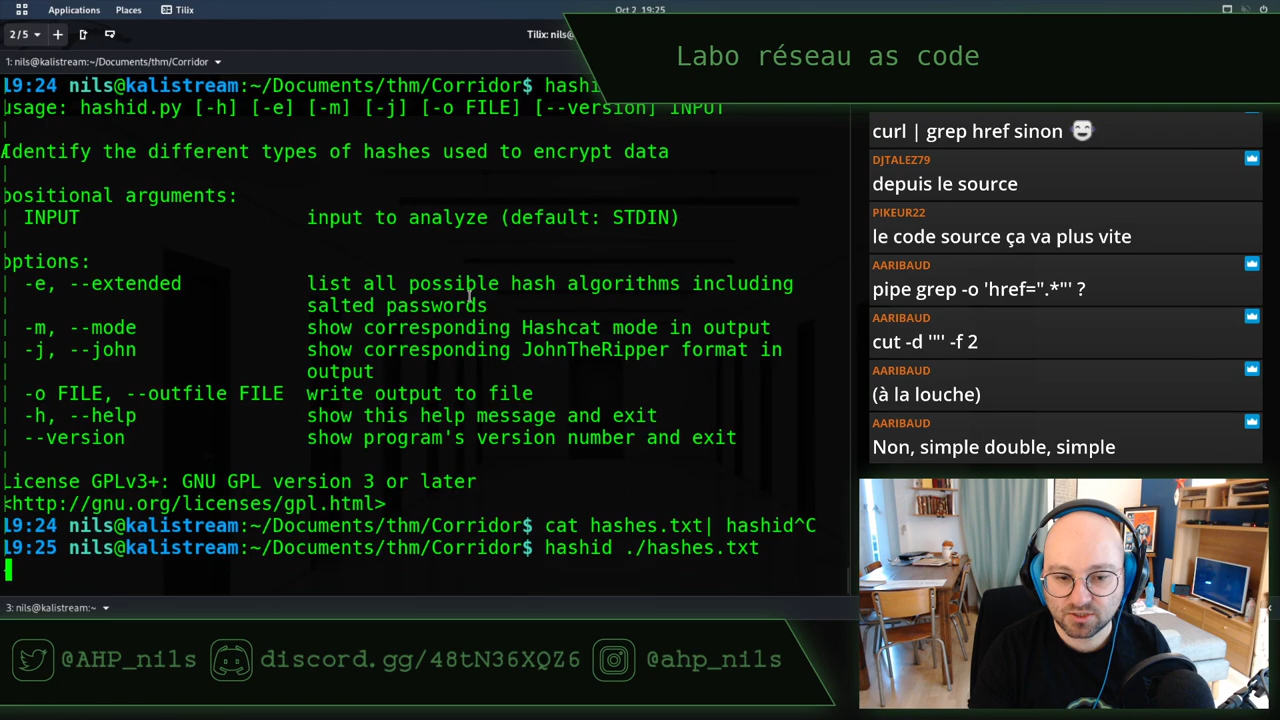 Applications Places Tilix
Oct 2 19:25
2/5
Tilix: nils@
Labo réseau as code
1: nils@kalistream:~/Documents/thm/Corridor
19:24 nils@kalistream:~/Documents/thm/Corridor$ hashi
usage: hashid.py [-h] [-e] [-m] [-j] [-o FILE] [--version] INPUT
Identify the different types of hashes used to encrypt data
positional arguments:
INPUT input to analyze (default: STDIN)
options:
-e, --extended list all possible hash algorithms including
salted passwords
-m, --mode show corresponding Hashcat mode in output
-j, --john show corresponding JohnTheRipper format in
output
-o FILE, --outfile FILE write output to file
-h, --help show this help message and exit
--version show program's version number and exit
License GPLv3+: GNU GPL version 3 or later
<http://gnu.org/licenses/gpl.html>
19:24 nils@kalistream:~/Documents/thm/Corridor$ cat hashes.txt| hashid^C
19:25 nils@kalistream:~/Documents/thm/Corridor$ hashid ./hashes.txt
3: nils@kalistream:~
curl | grep href sinon
DJTALEZ79
depuis le source
PIKEUR22
le code source ça va plus vite
AARIBAUD
pipe grep -o 'href=".*"' ?
AARIBAUD
cut -d '"' -f 2
AARIBAUD
(à la louche)
AARIBAUD
Non, simple double, simple
@AHP_nils discord.gg/48tN36XQZ6 @ahp_nils